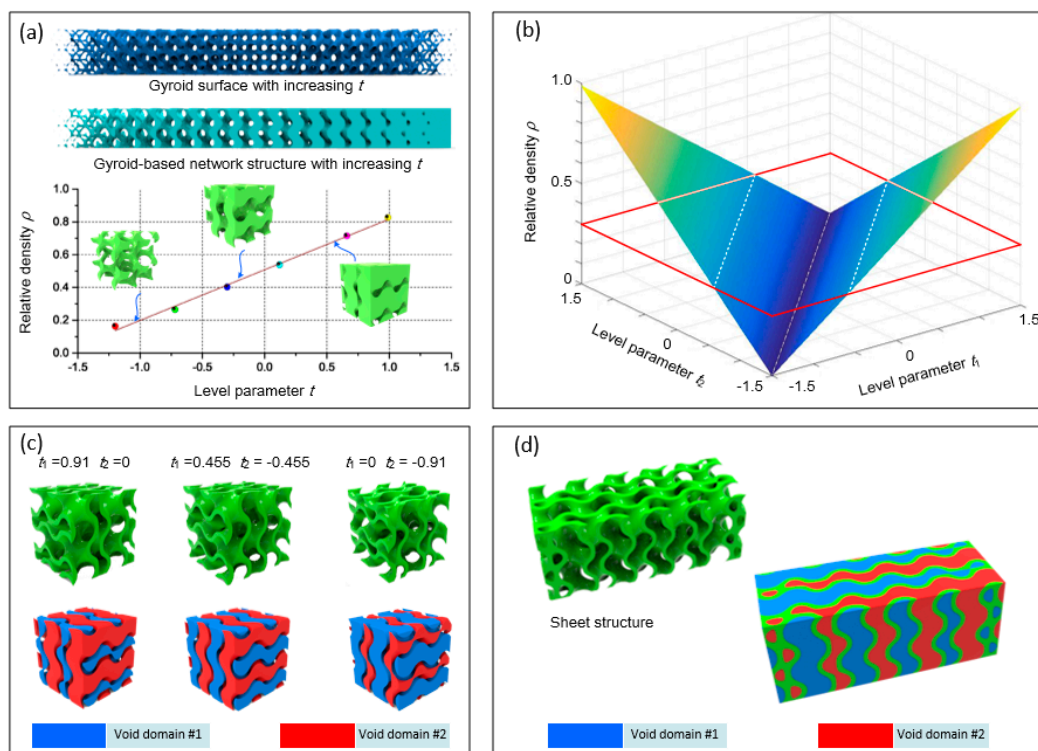 (a)
Gyroid surface with increasing t
Gyroid-based network structure with increasing t
Relative density ρ
1.0
0.8
0.6
0.4
0.2
0.0
-1.5 -1.0 -0.5 0.0 0.5 1.0 1.5
Level parameter t
(b)
Relative density ρ
1.0
0.5
0
1.5
0
-1.5
Level parameter t₂
-1.5
0
1.5
Level parameter t₁
(c)
t₁=0.91 t₂=0
t₁=0.455 t₂=-0.455
t₁=0 t₂=-0.91
Void domain #1
Void domain #2
(d)
Sheet structure
Void domain #1
Void domain #2